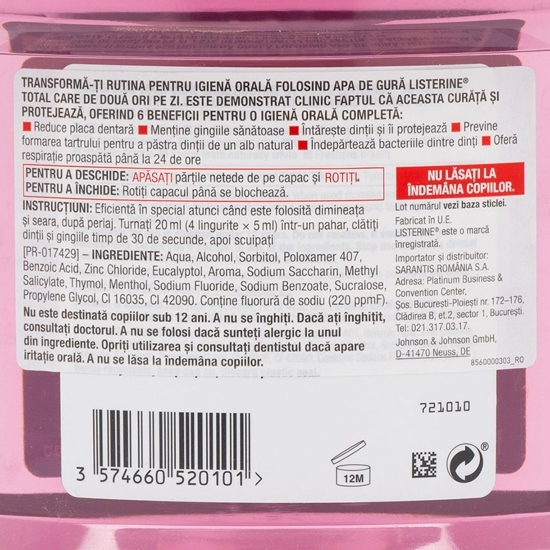 TRANSFORMĂ-ȚI RUTINA PENTRU IGIENĂ ORALĂ FOLOSIND APA DE GURĂ LISTERINE®
TOTAL CARE DE DOUĂ ORI PE ZI. ESTE DEMONSTRAT CLINIC FAPTUL CĂ ACEASTA CURĂȚĂ ȘI
PROTEJEAZĂ, OFERIND 6 BENEFICII PENTRU O IGIENĂ ORALĂ COMPLETĂ:
■ Reduce placa dentară ■ Menține gingiile sănătoase ■ Întărește dinții și îi protejează ■ Previne
formarea tartrului pentru a păstra dinții de un alb natural ■ Îndepărtează bacteriile dintre dinți ■ Oferă
respirație proaspătă până la 24 de ore
PENTRU A DESCHIDE: APĂSAȚI părțile netede de pe capac și ROTIȚI.
PENTRU A ÎNCHIDE: Rotiți capacul până se blochează.
INSTRUCȚIUNI: Eficientă în special atunci când este folosită dimineața
și seara, după periaj. Turnați 20 ml (4 lingurite × 5 ml) într-un pahar, clătiți
dinții și gingiile timp de 30 de secunde, apoi scuipați
[PR-017429] – INGREDIENTE: Aqua, Alcohol, Sorbitol, Poloxamer 407,
Benzoic Acid, Zinc Chloride, Eucalyptol, Aroma, Sodium Saccharin, Methyl
Salicylate, Thymol, Menthol, Sodium Fluoride, Sodium Benzoate, Sucralose,
Propylene Glycol, CI 16035, CI 42090. Conține fluorură de sodiu (220 ppmF).
Nu este destinată copiilor sub 12 ani. A nu se înghiți. Dacă ați înghițit,
consultați doctorul. A nu se folosi dacă sunteți alergic la unul
din ingrediente. Opriți utilizarea și consultați dentistul dacă apare
iritație orală. A nu se lăsa la îndemâna copiilor.
NU LĂSAȚI LA
ÎNDEMÂNA COPIILOR.
Lot numărul vezi baza sticlei.
Fabricat în U.E.
LISTERINE® este o marcă
înregistrată.
Importator și distribuitor:
SARANTIS ROMÂNIA S.A.
Adresa: Platinum Business &
Convention Center,
Șos. București-Ploiești nr. 172–176,
Clădirea B, et.2, sector 1, București.
Tel: 021.317.03.17.
Johnson & Johnson GmbH,
D-41470 Neuss, DE
8560000303_RO
721010
3 574660 520101
12M